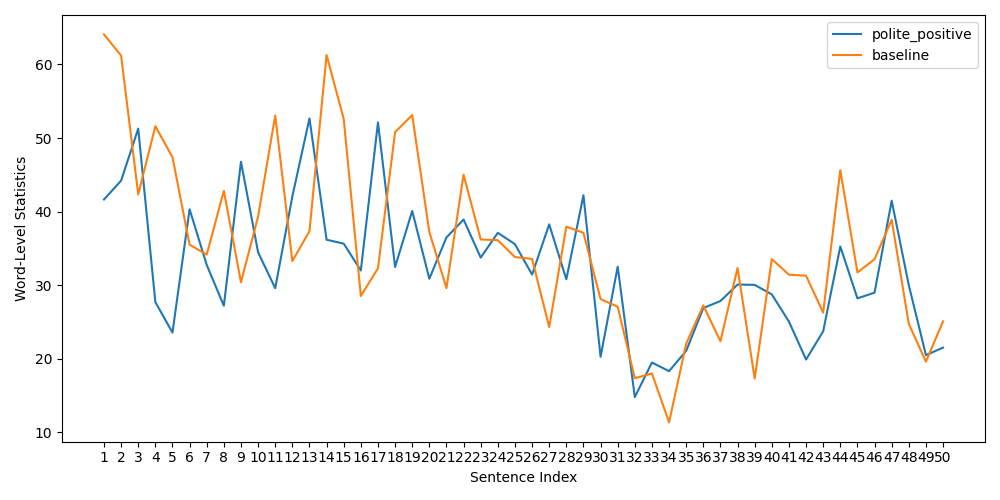 polite_positive
baseline
60
50
40
30
20
10
Word-Level Statistics
1 2 3 4 5 6 7 8 9 10 11 12 13 14 15 16 17 18 19 20 21 22 23 24 25 26 27 28 29 30 31 32 33 34 35 36 37 38 39 40 41 42 43 44 45 46 47 48 49 50
Sentence Index